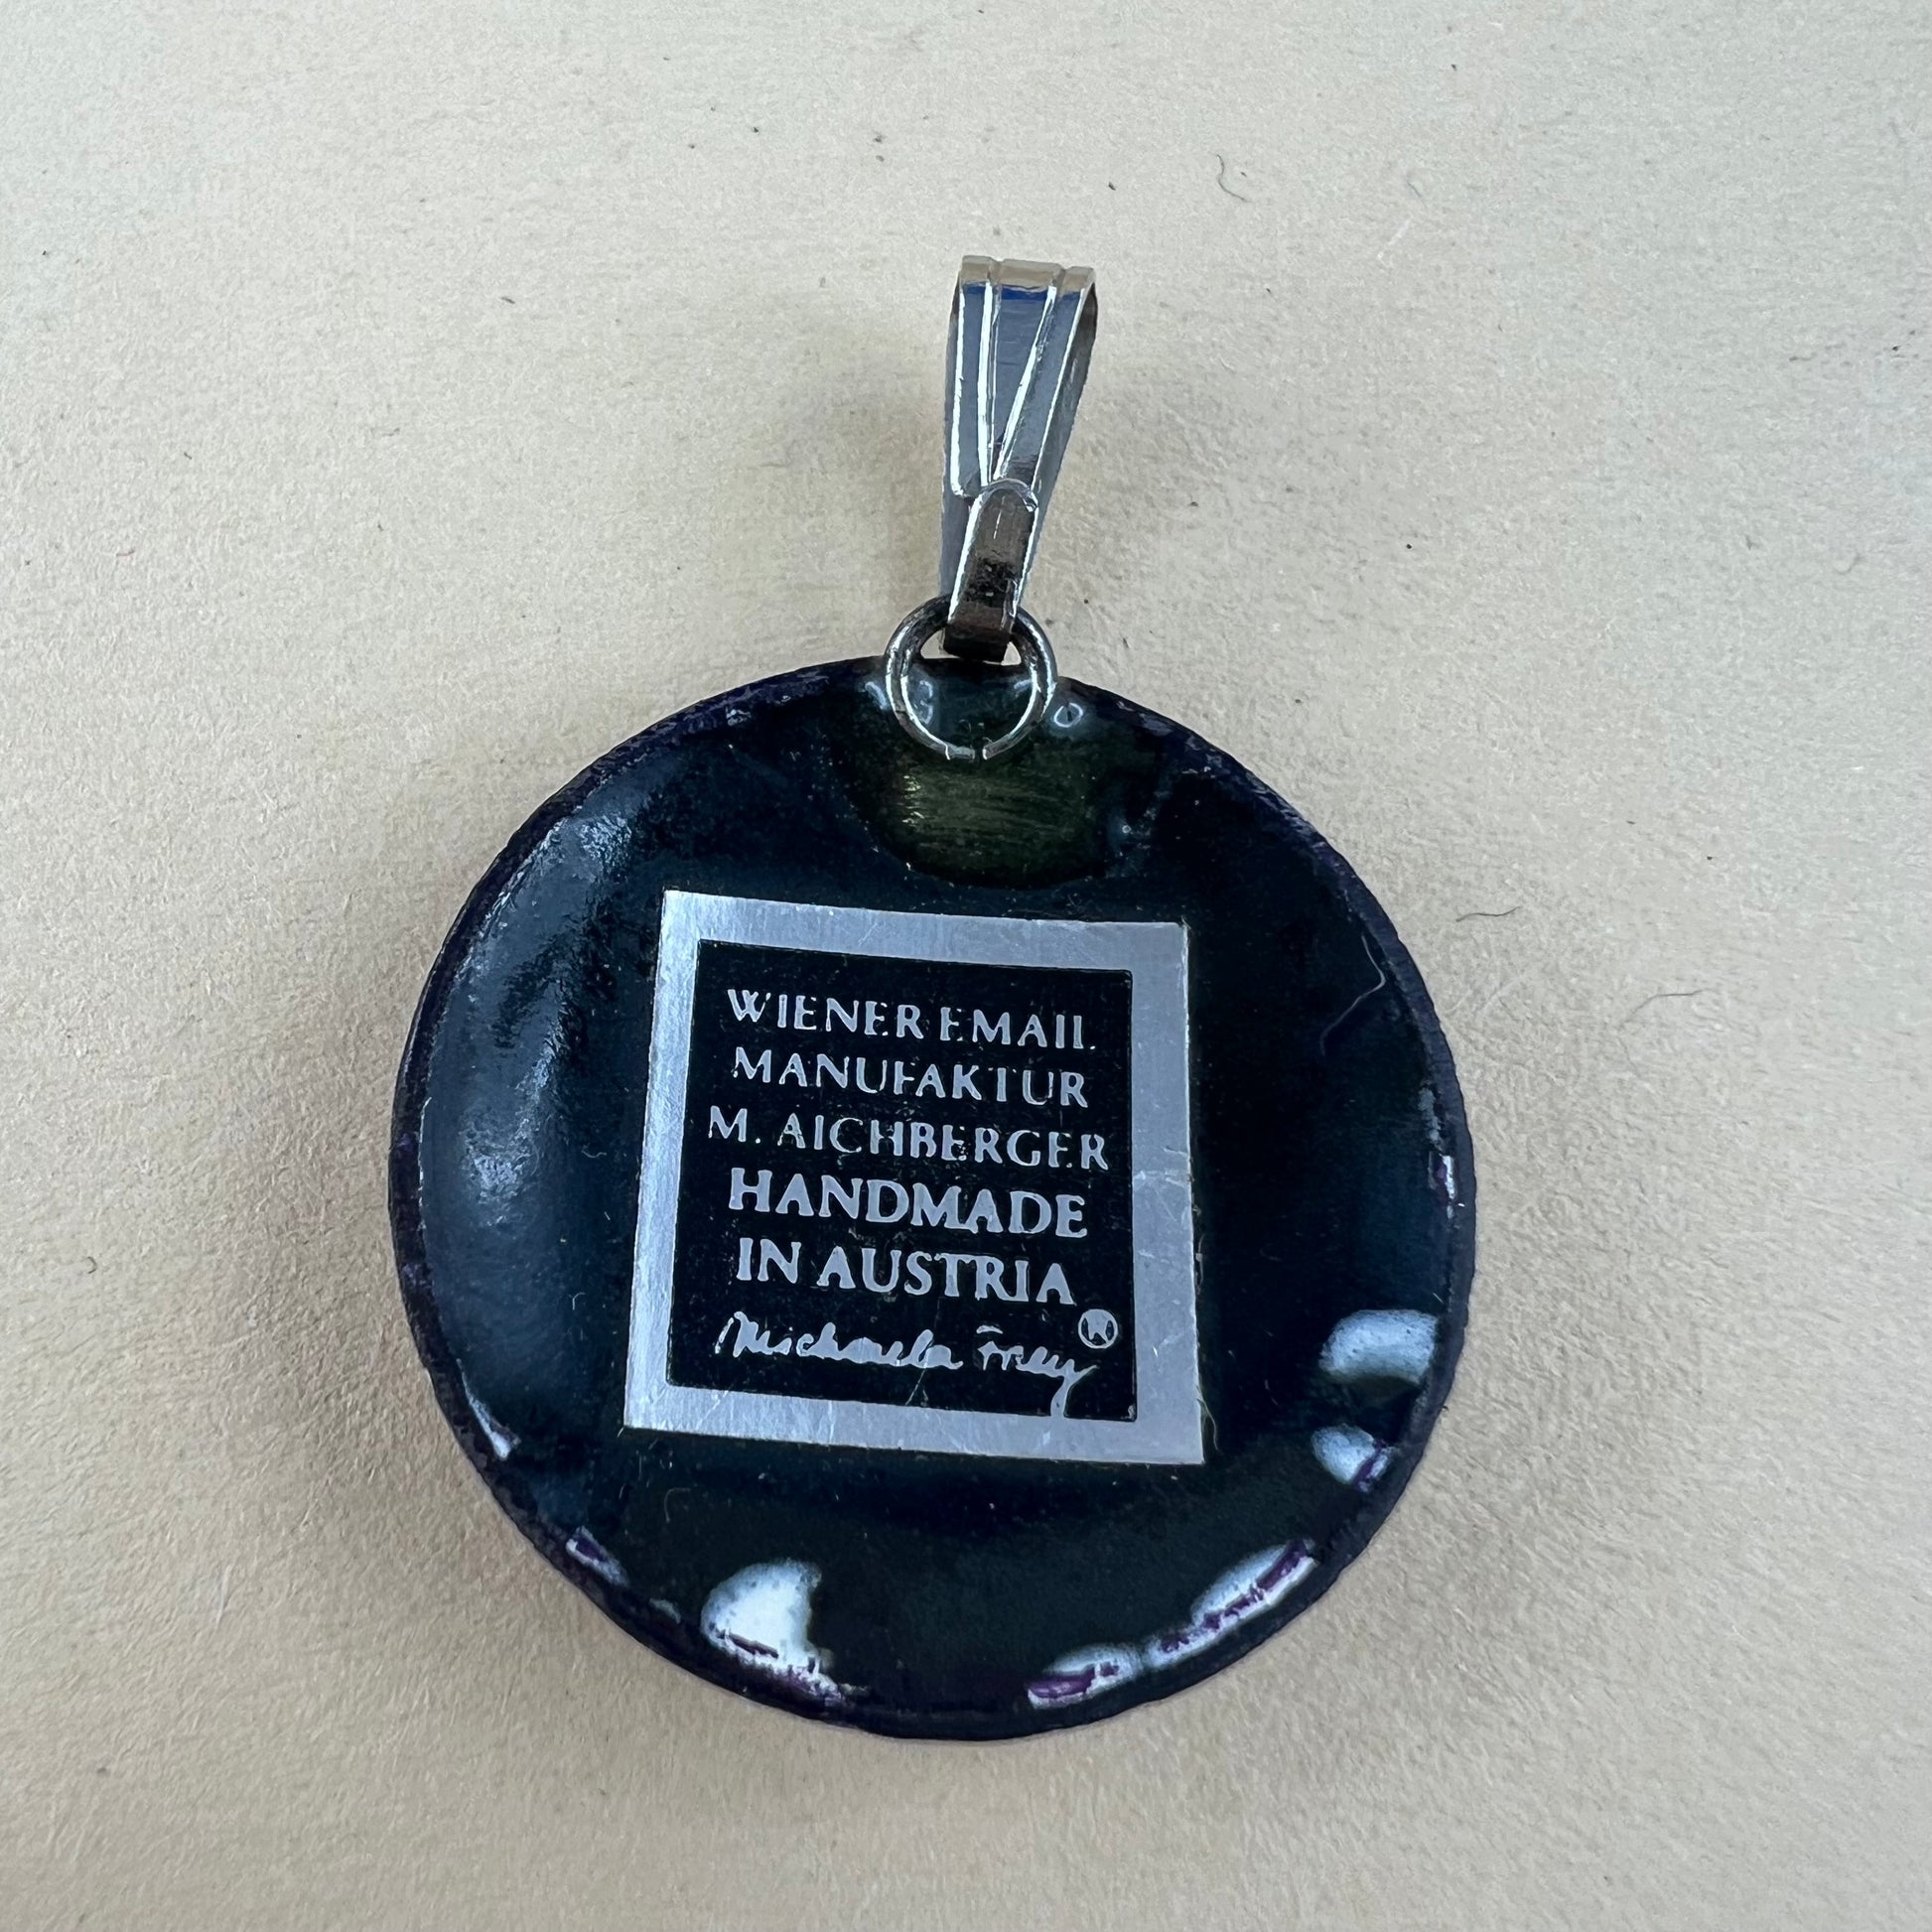 WIENER EMAIL
MANUFAKTUR
M. AICHBERGER
HANDMADE
IN AUSTRIA
Michaela Frey ®